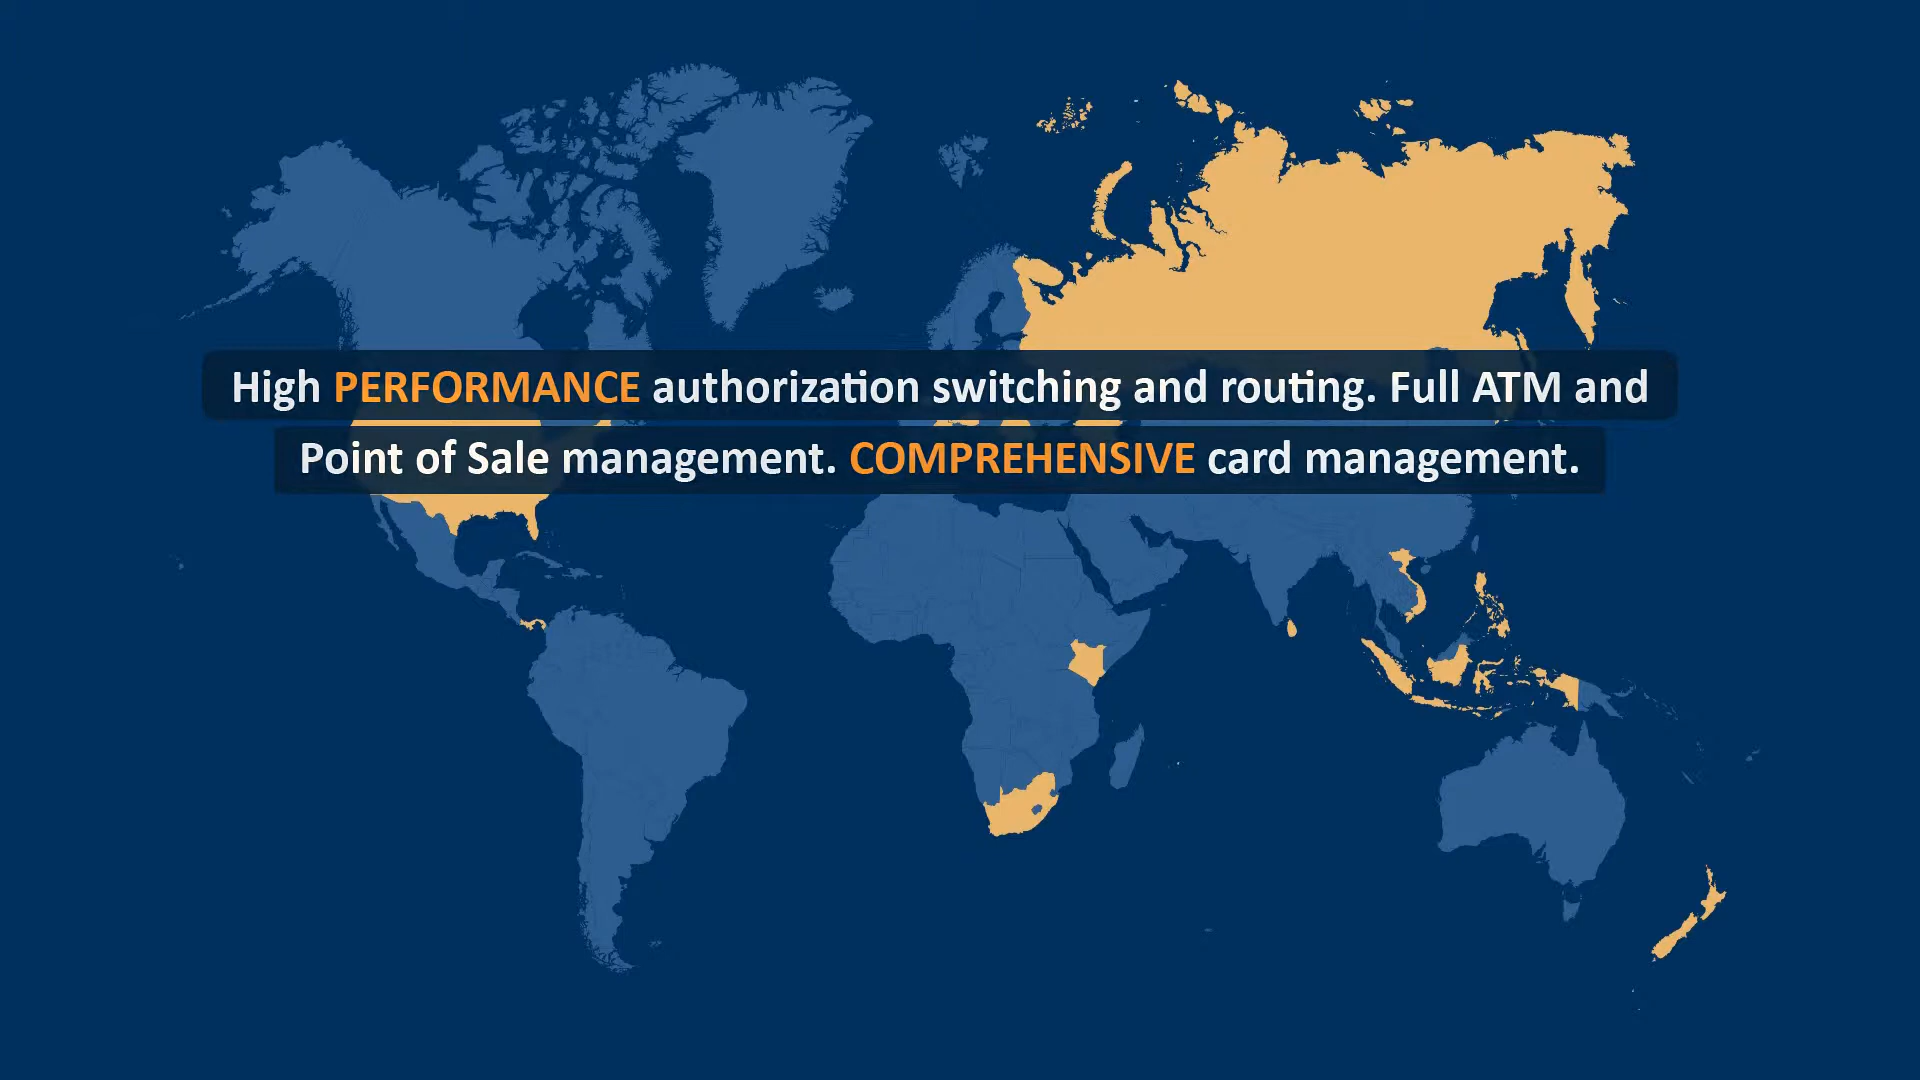 High PERFORMANCE authorization switching and routing. Full ATM and
Point of Sale management. COMPREHENSIVE card management.